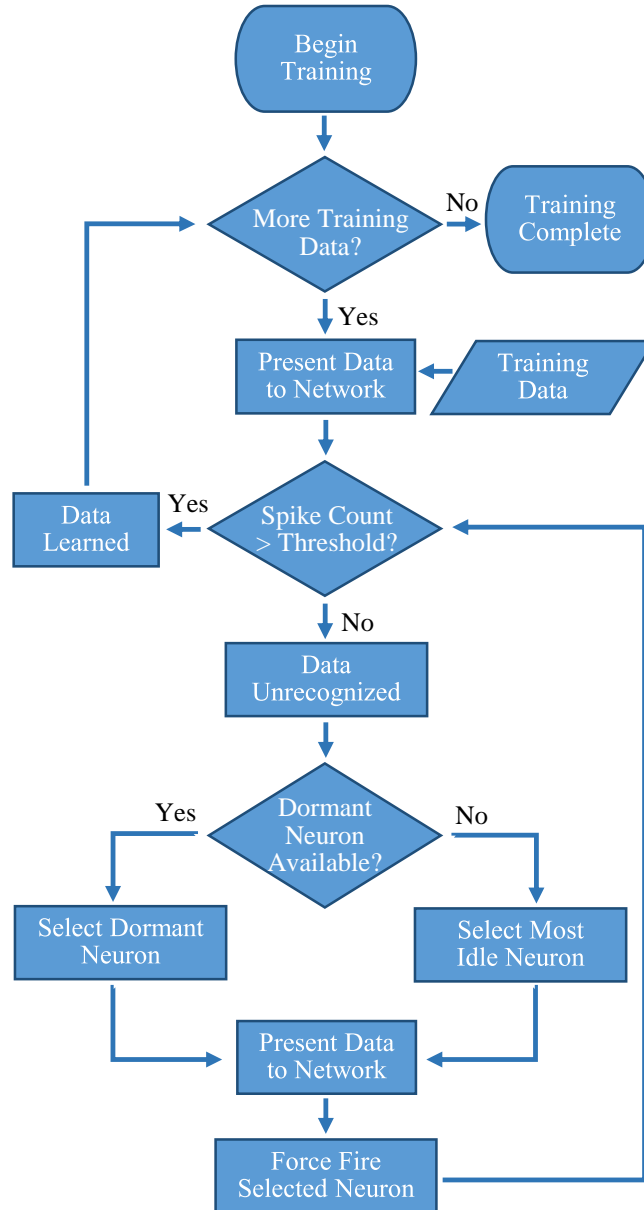 Begin
Training
More Training
Data?
No
Training
Complete
Yes
Present Data
to Network
Training
Data
Spike Count
> Threshold?
Yes
Data
Learned
No
Data
Unrecognized
Dormant
Neuron
Available?
Yes
No
Select Dormant
Neuron
Select Most
Idle Neuron
Present Data
to Network
Force Fire
Selected Neuron